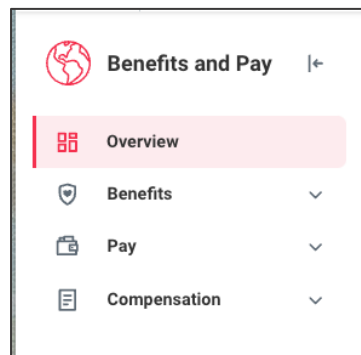 Benefits and Pay
Overview
Benefits
Pay
Compensation